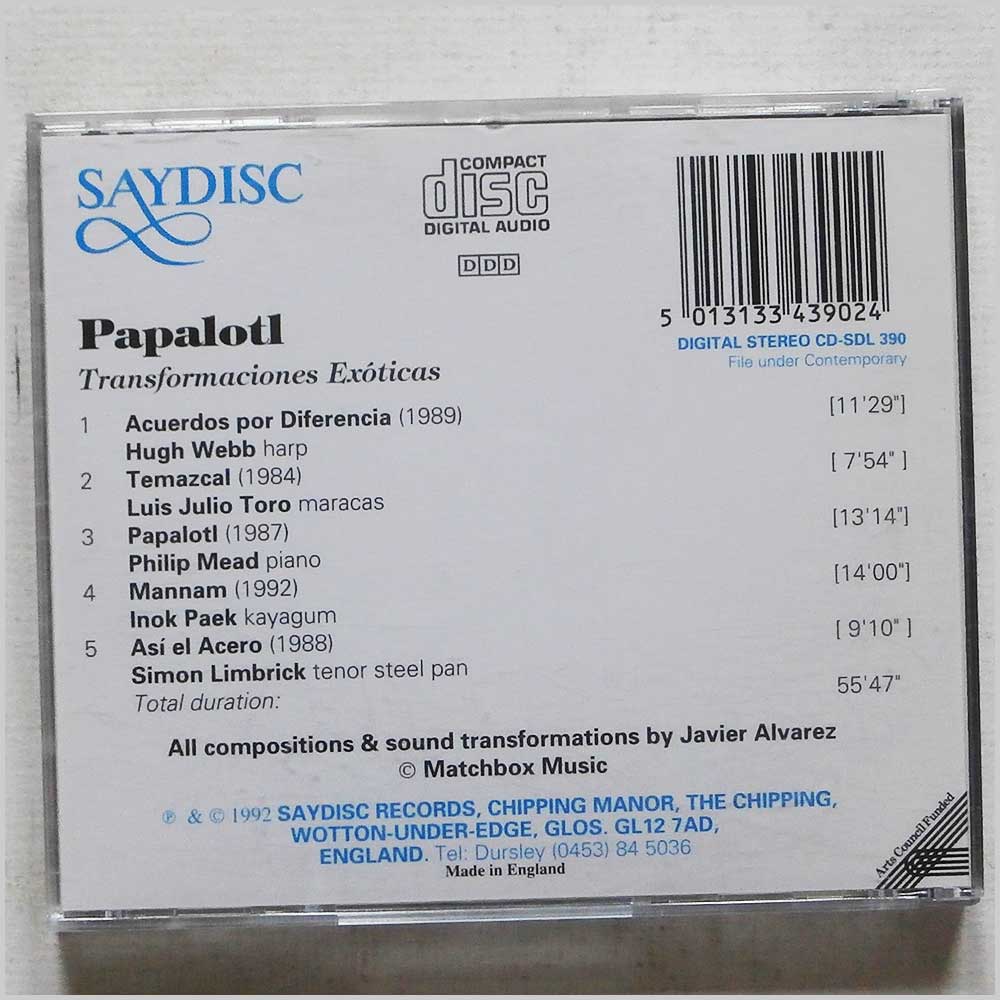 SAYDISC
COMPACT
disc
DIGITAL AUDIO
DDD
5 013133 439024
DIGITAL STEREO CD-SDL 390
File under Contemporary
Papalotl
Transformaciones Exóticas
1 Acuerdos por Diferencia (1989) [11'29"]
Hugh Webb harp
2 Temazcal (1984) [ 7'54" ]
Luis Julio Toro maracas
3 Papalotl (1987) [13'14"]
Philip Mead piano
4 Mannam (1992) [14'00"]
Inok Paek kayagum
5 Así el Acero (1988) [ 9'10" ]
Simon Limbrick tenor steel pan
Total duration: 55'47"
All compositions & sound transformations by Javier Alvarez
© Matchbox Music
℗ & © 1992 SAYDISC RECORDS, CHIPPING MANOR, THE CHIPPING,
WOTTON-UNDER-EDGE, GLOS. GL12 7AD,
ENGLAND. Tel: Dursley (0453) 84 5036
Made in England
Arts Council Funded